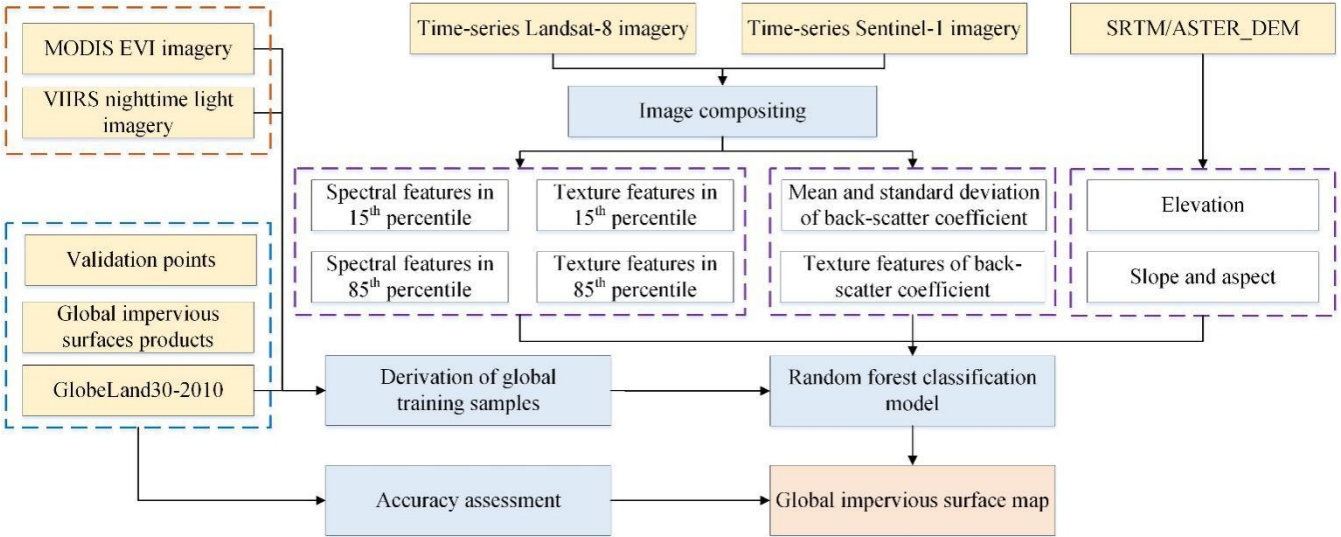 MODIS EVI imagery
VIIRS nighttime light
imagery
Time-series Landsat-8 imagery
Time-series Sentinel-1 imagery
SRTM/ASTER_DEM
Image compositing
Spectral features in
15th percentile
Texture features in
15th percentile
Mean and standard deviation
of back-scatter coefficient
Elevation
Spectral features in
85th percentile
Texture features in
85th percentile
Texture features of back-
scatter coefficient
Slope and aspect
Validation points
Global impervious
surfaces products
GlobeLand30-2010
Derivation of global
training samples
Random forest classification
model
Accuracy assessment
Global impervious surface map